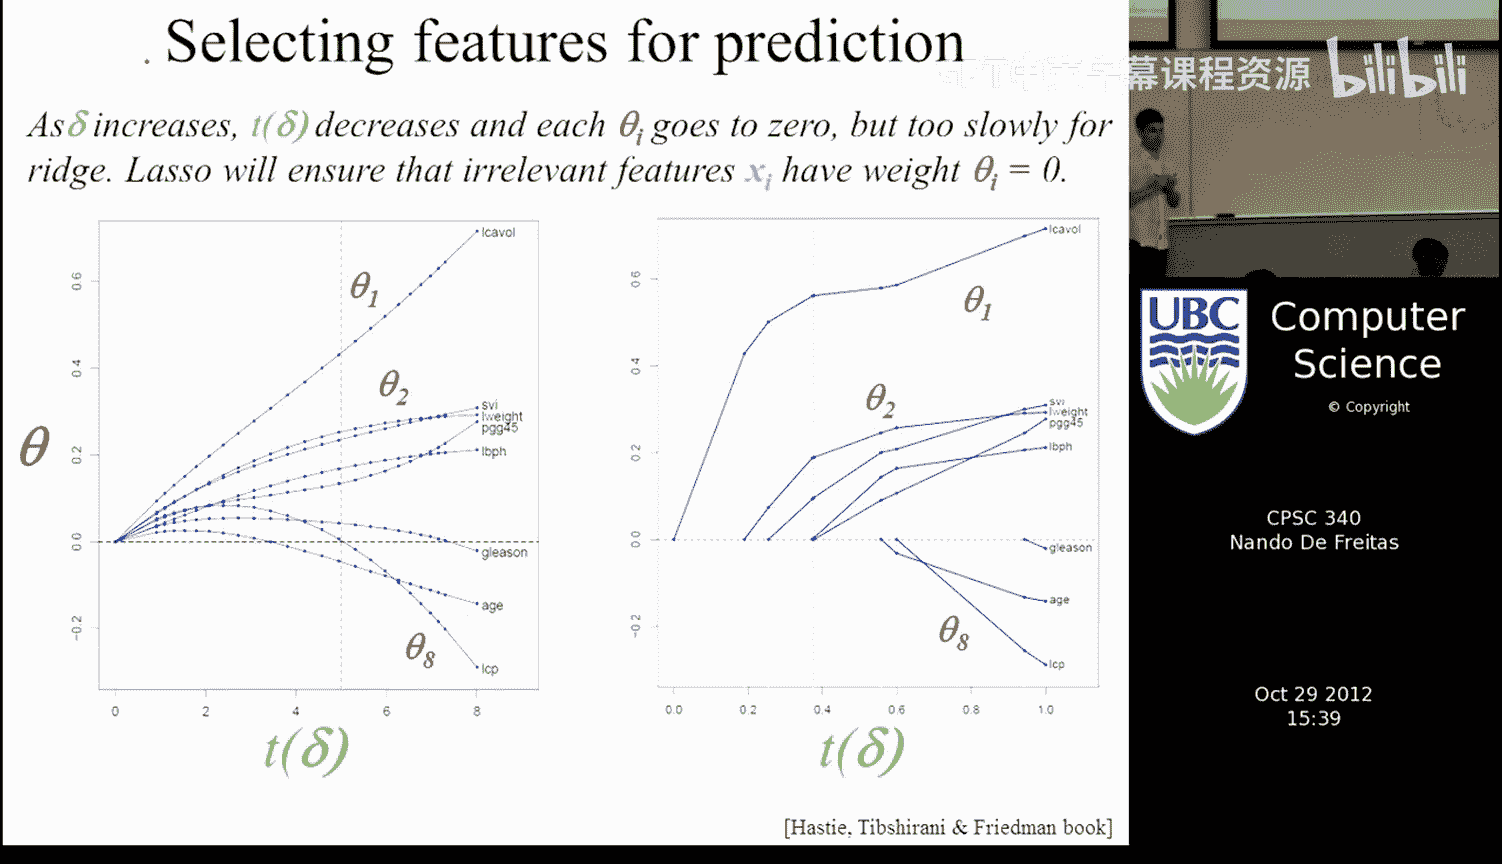 Selecting features for prediction
As δ increases, t(δ) decreases and each θi goes to zero, but too slowly for
ridge. Lasso will ensure that irrelevant features xi have weight θi = 0.
θ
0.6
0.4
0.2
0.0
-0.2
θ1
θ2
θ8
lcavol
svi
lweight
pgg45
lbph
gleason
age
lcp
0 2 4 6 8
t(δ)
0.6
0.4
0.2
0.0
-0.2
θ1
θ2
θ8
lcavol
svi
lweight
pgg45
lbph
gleason
age
lcp
0.0 0.2 0.4 0.6 0.8 1.0
t(δ)
[Hastie, Tibshirani & Friedman book]
幕课程资源 bilibili
UBC
Computer
Science
© Copyright
CPSC 340
Nando De Freitas
Oct 29 2012
15:39